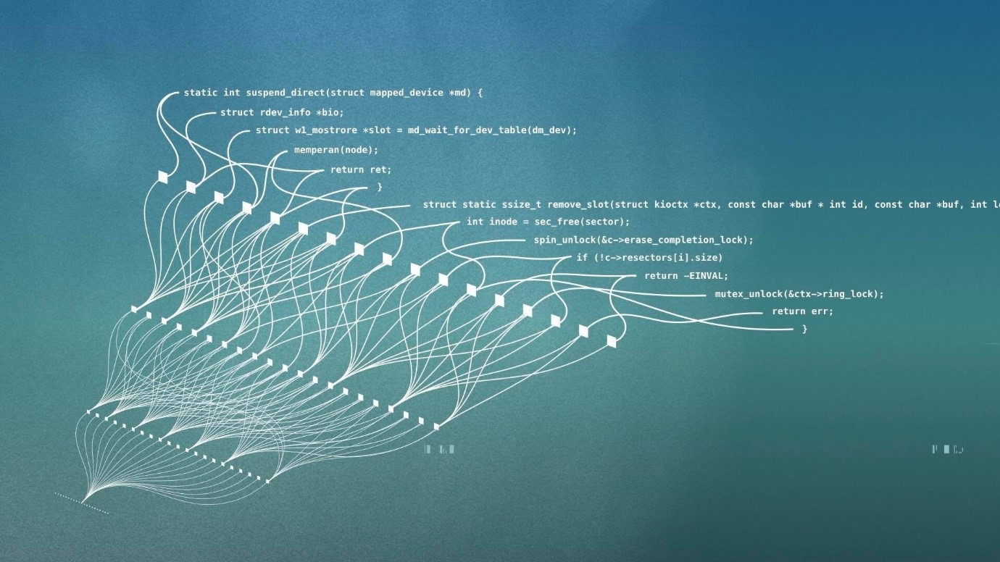 static int suspend_direct(struct mapped_device *md) {
struct rdev_info *bio;
struct w1_mostrore *slot = md_wait_for_dev_table(dm_dev);
memperan(node);
return ret;
}
struct static ssize_t remove_slot(struct kioctx *ctx, const char *buf * int id, const char *buf, int
int inode = sec_free(sector);
spin_unlock(&c->erase_completion_lock);
if (!c->resectors[i].size)
return -EINVAL;
mutex_unlock(&ctx->ring_lock);
return err;
}